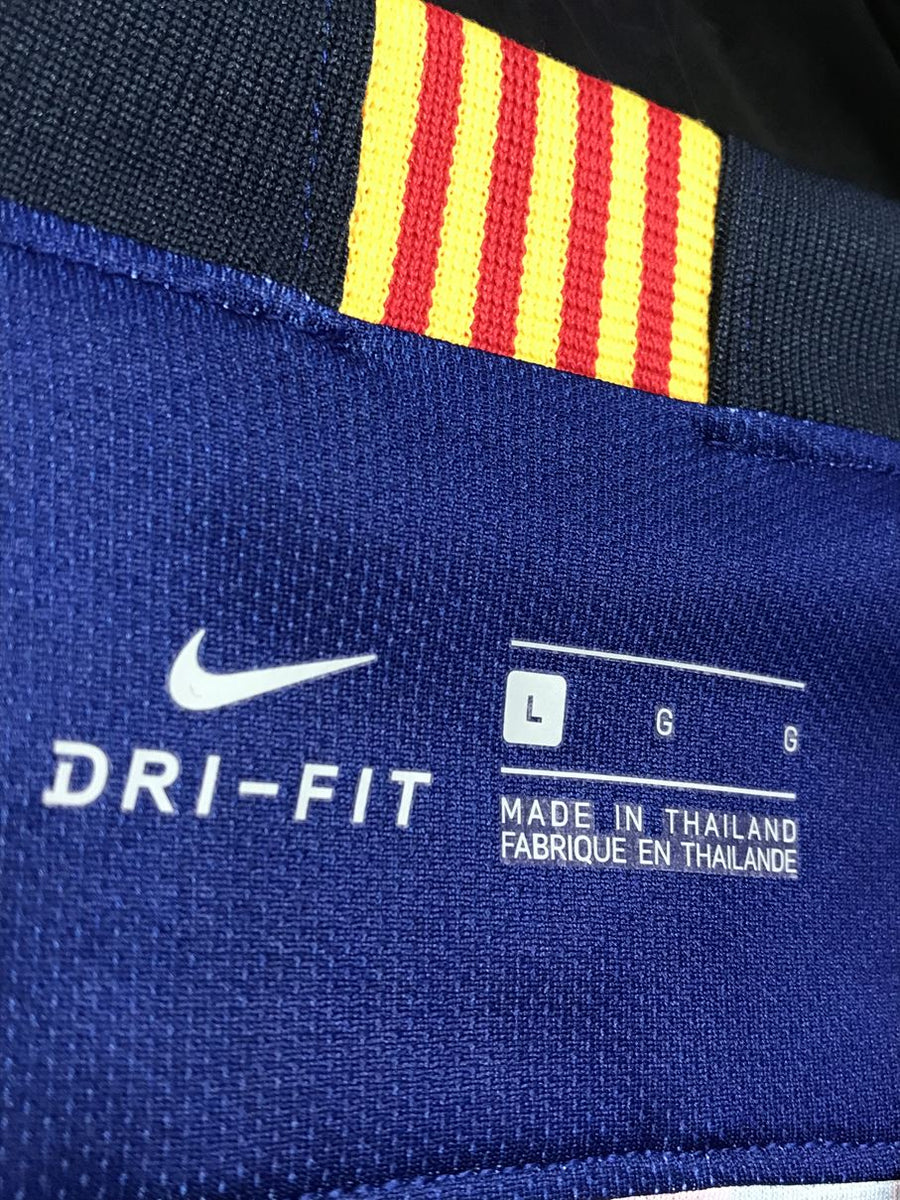 DRI-FIT
L G G
MADE IN THAILAND
FABRIQUE EN THAILANDE